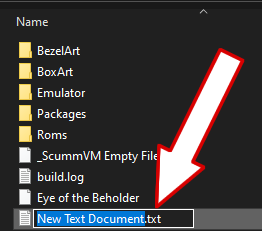 Name
BezelArt
BoxArt
Emulator
Packages
Roms
_ScummVM Empty File
build.log
Eye of the Beholder
New Text Document.txt